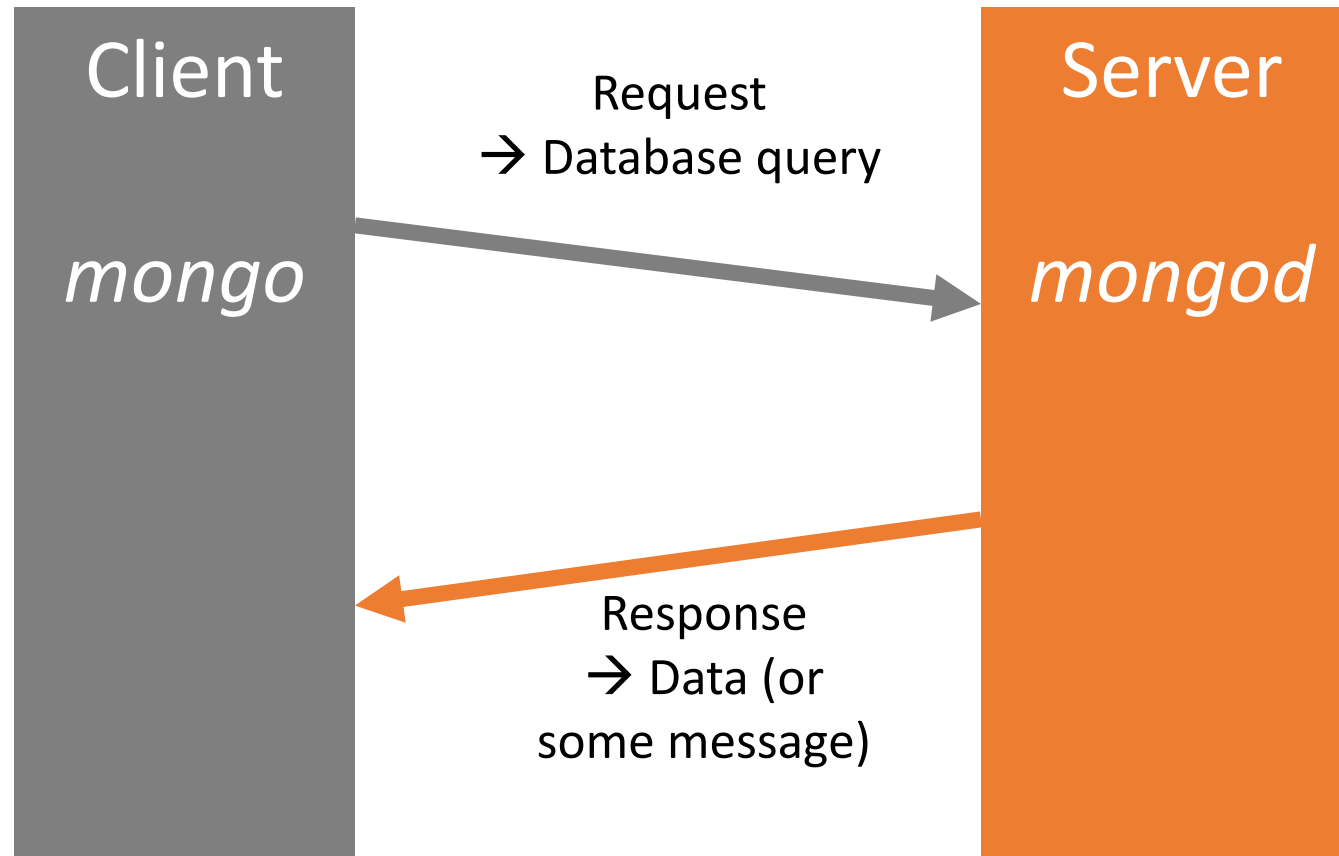 Client
mongo
Request
→ Database query
Server
mongod
Response
→ Data (or
some message)